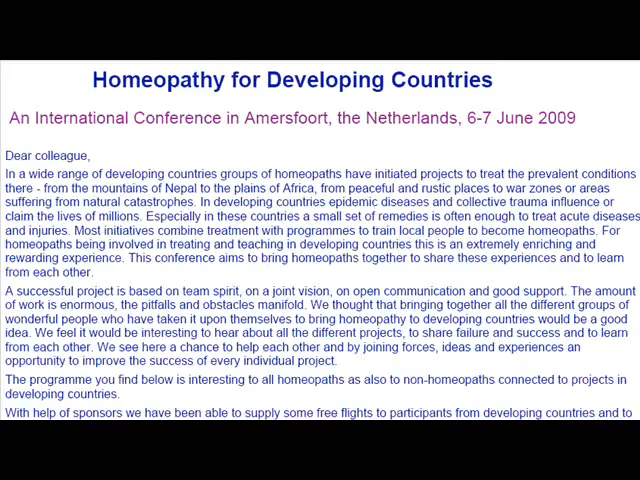 Homeopathy for Developing Countries
An International Conference in Amersfoort, the Netherlands, 6-7 June 2009
Dear colleague,
In a wide range of developing countries groups of homeopaths have initiated projects to treat the prevalent conditions
there - from the mountains of Nepal to the plains of Africa, from peaceful and rustic places to war zones or areas
suffering from natural catastrophes. In developing countries epidemic diseases and collective trauma influence or
claim the lives of millions. Especially in these countries a small set of remedies is often enough to treat acute diseases
and injuries. Most initiatives combine treatment with programmes to train local people to become homeopaths. For
homeopaths being involved in treating and teaching in developing countries this is an extremely enriching and
rewarding experience. This conference aims to bring homeopaths together to share these experiences and to learn
from each other.
A successful project is based on team spirit, on a joint vision, on open communication and good support. The amount
of work is enormous, the pitfalls and obstacles manifold. We thought that bringing together all the different groups of
wonderful people who have taken it upon themselves to bring homeopathy to developing countries would be a good
idea. We feel it would be interesting to hear about all the different projects, to share failure and success and to learn
from each other. We see here a chance to help each other and by joining forces, ideas and experiences an
opportunity to improve the success of every individual project.
The programme you find below is interesting to all homeopaths as also to non-homeopaths connected to projects in
developing countries.
With help of sponsors we have been able to supply some free flights to participants from developing countries and to